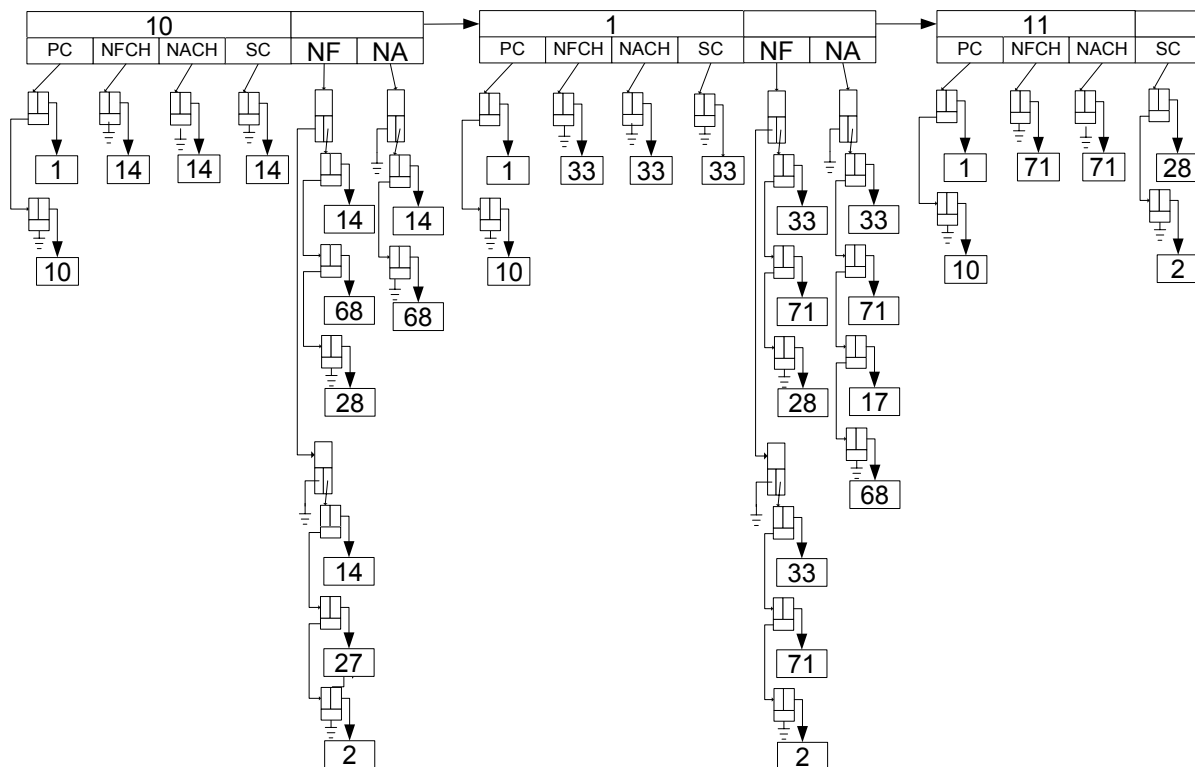 10 1 11
PC NFCH NACH SC NF NA PC NFCH NACH SC NF NA PC NFCH NACH SC
1 14 14 14 1 33 33 33 1 71 71 28
14 14 33 33
10 10 10 2
68 68 71 71
28 28 17
68
14 33
27 71
2 2